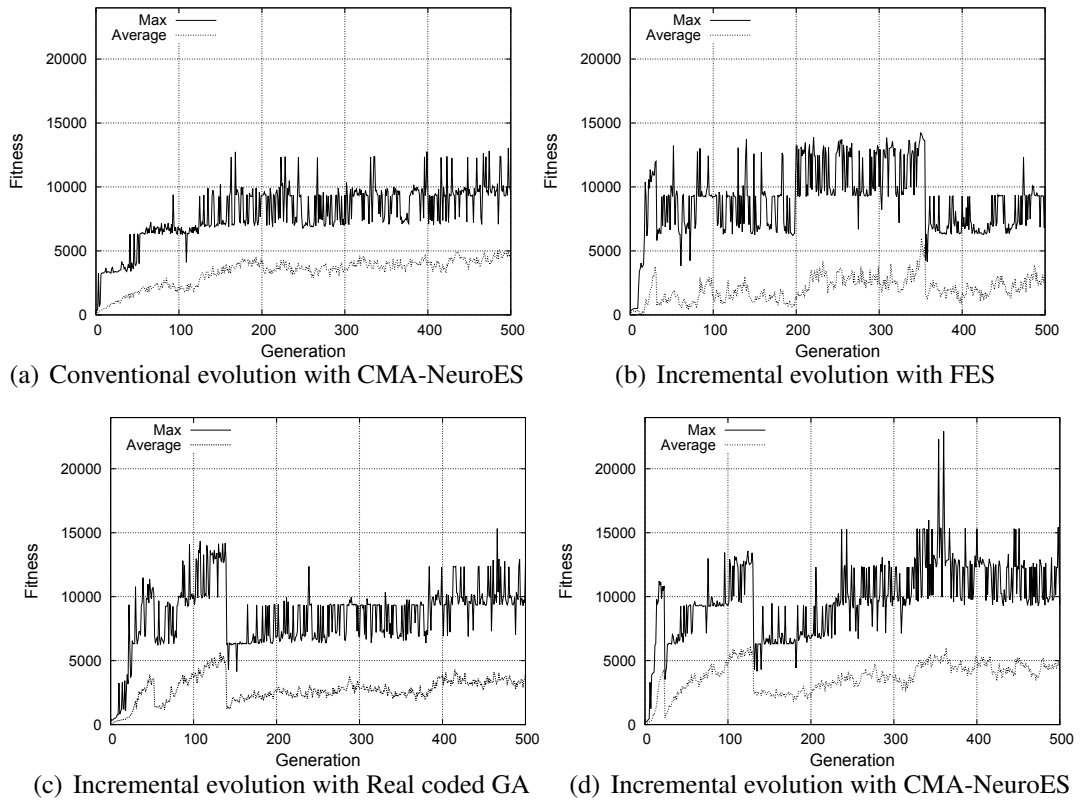 Max
Average
20000
15000
10000
5000
0
Fitness
0 100 200 300 400 500
Generation
(a) Conventional evolution with CMA-NeuroES
Max
Average
20000
15000
10000
5000
0
Fitness
0 100 200 300 400 500
Generation
(b) Incremental evolution with FES
Max
Average
20000
15000
10000
5000
0
Fitness
0 100 200 300 400 500
Generation
(c) Incremental evolution with Real coded GA
Max
Average
20000
15000
10000
5000
0
Fitness
0 100 200 300 400 500
Generation
(d) Incremental evolution with CMA-NeuroES